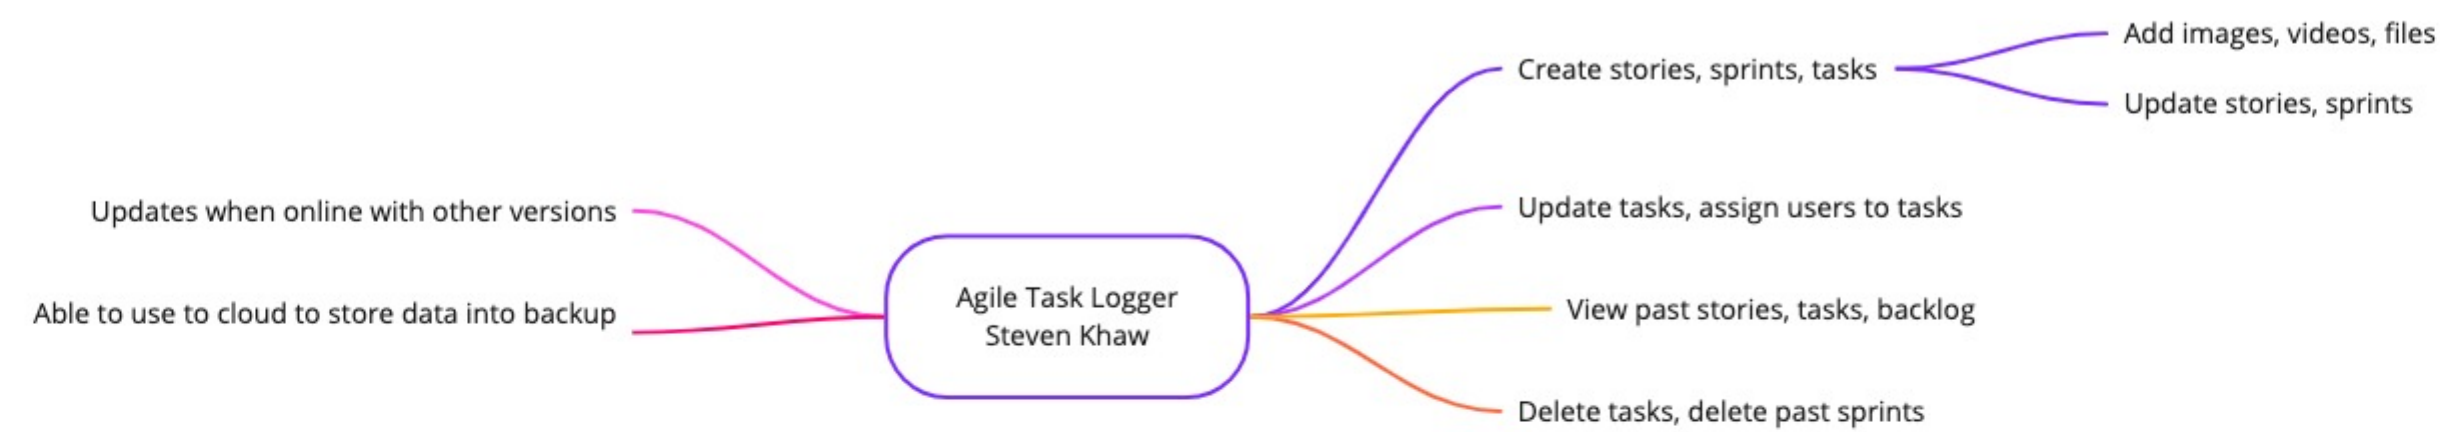 Add images, videos, files
Create stories, sprints, tasks
Update stories, sprints
Updates when online with other versions
Update tasks, assign users to tasks
Agile Task Logger
Steven Khaw
View past stories, tasks, backlog
Able to use to cloud to store data into backup
Delete tasks, delete past sprints